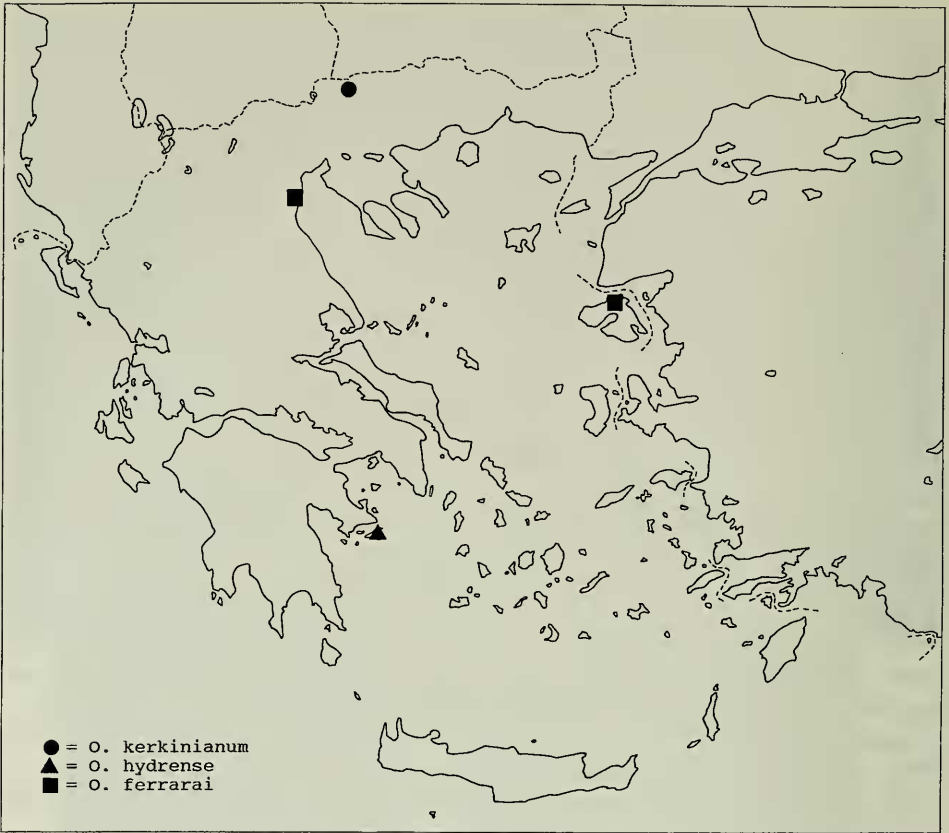 ● = O. kerkinianum
▲ = O. hydrense
■ = O. ferrarai